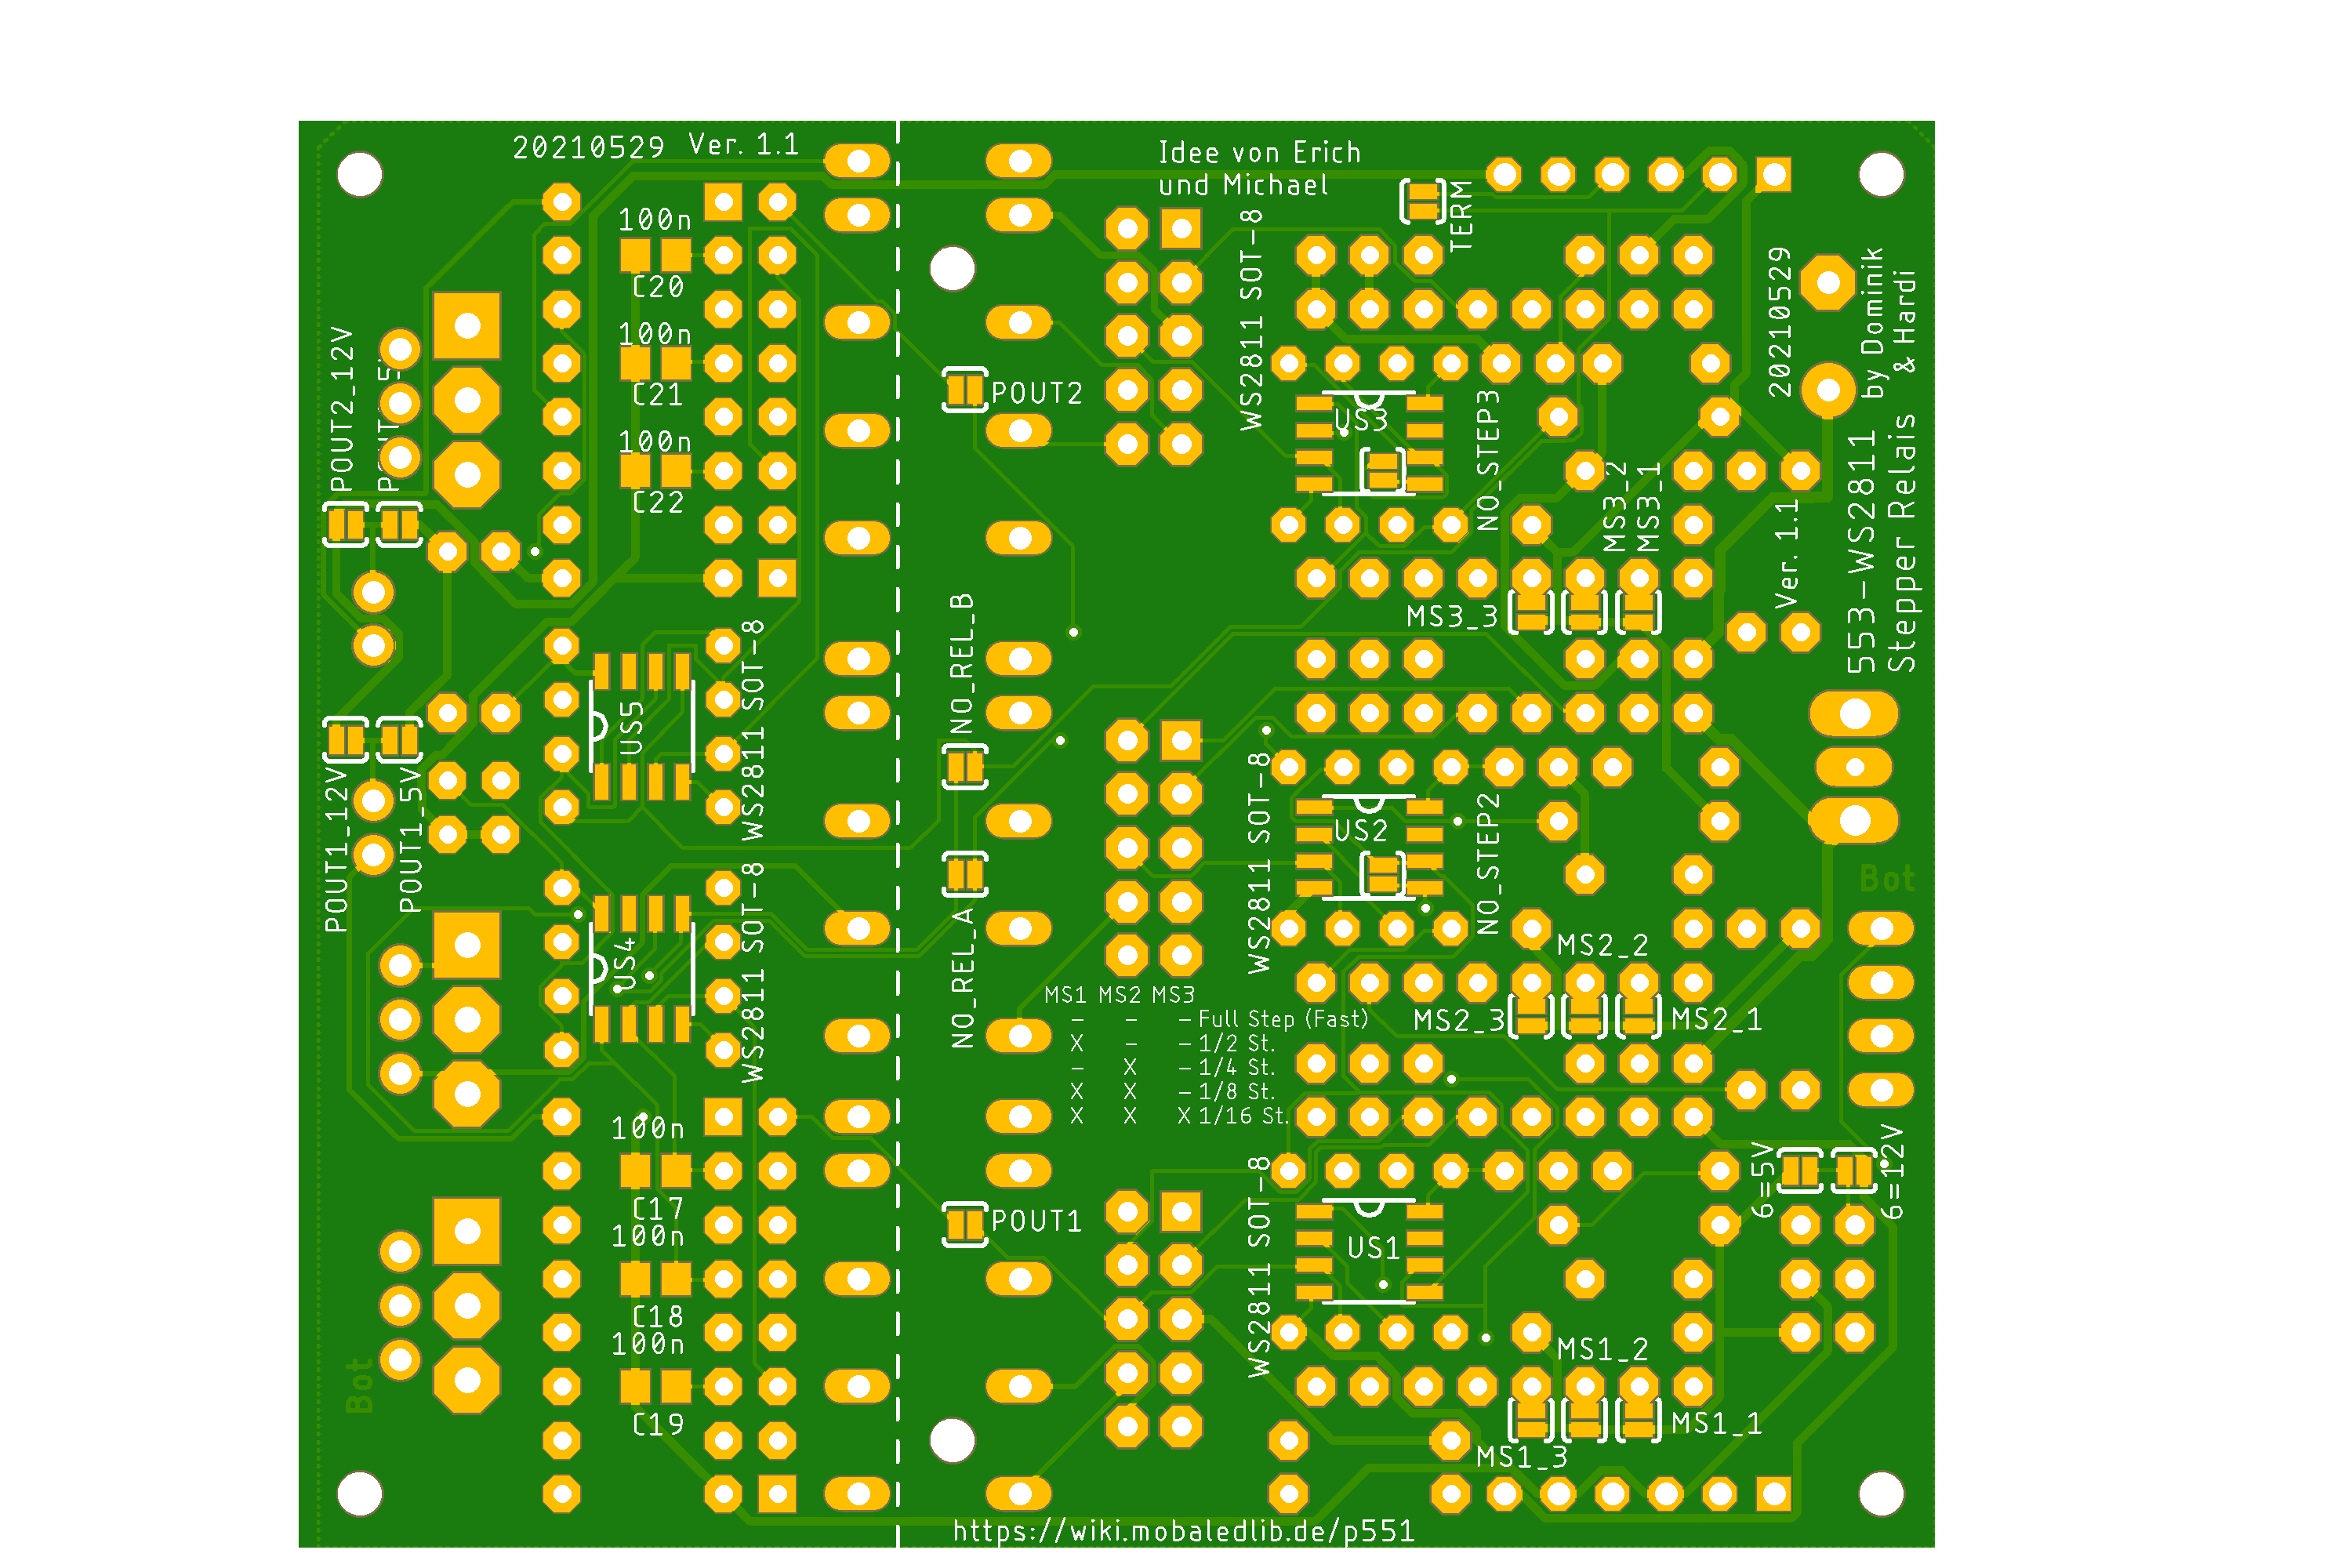 20210529 Ver. 1.1
Idee von Erich
und Michael
TERM
100n
C20
100n
C21
100n
C22
POUT2_12V
POUT2
WS2811 SOT-8
US3
NO_STEP3
MS3_2
MS3_1
MS3_3
20210529
Ver. 1.1
by Dominik
& Hardi
553-WS2811
Stepper Relais
US5
WS2811 SOT-8
NO_REL_B
WS2811 SOT-8
US2
NO_STEP2
Bot
POUT1_12V
POUT1_5V
US4
WS2811 SOT-8
NO_REL_A
MS2_2
MS2_3
MS2_1
MS1 MS2 MS3
- - - Full Step (Fast)
X - - 1/2 St.
- X - 1/4 St.
X X - 1/8 St.
X X X 1/16 St.
100n
C17
100n
C18
100n
C19
POUT1
WS2811 SOT-8
US1
6=5V
6=12V
MS1_2
MS1_1
MS1_3
Bot
https://wiki.mobaledlib.de/p551